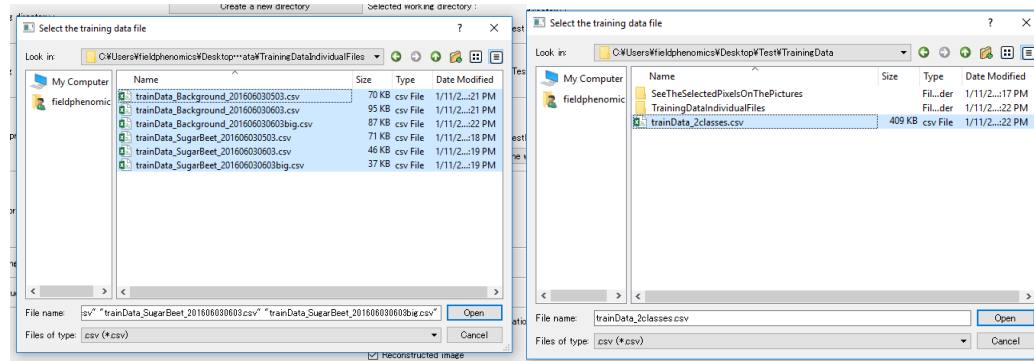 Create a new directory
Selected working directory :
Select the training data file
? ×
Look in:
C:¥Users¥fieldphenomics¥Desktop···ata¥TrainingDataIndividualFiles
My Computer
fieldphenomic
Name Size Type Date Modified
trainData_Background_201606030503.csv 70 KB csv File 1/11/2...:21 PM
trainData_Background_201606030603.csv 95 KB csv File 1/11/2...:21 PM
trainData_Background_201606030603big.csv 87 KB csv File 1/11/2...:22 PM
trainData_SugarBeet_201606030503.csv 71 KB csv File 1/11/2...:18 PM
trainData_SugarBeet_201606030603.csv 46 KB csv File 1/11/2...:19 PM
trainData_SugarBeet_201606030603big.csv 37 KB csv File 1/11/2...:19 PM
File name: sv" "trainData_SugarBeet_201606030603.csv" "trainData_SugarBeet_201606030603big.csv" Open
Files of type: .csv (*.csv) Cancel
Reconstructed image
Select the training data file
? ×
Look in:
C:¥Users¥fieldphenomics¥Desktop¥Test¥TrainingData
My Computer
fieldphenomic
Name Size Type Date Modified
SeeTheSelectedPixelsOnThePictures Fil...der 1/11/2...:17 PM
TrainingDataIndividualFiles Fil...der 1/11/2...:22 PM
trainData_2classes.csv 409 KB csv File 1/11/2...:22 PM
File name: trainData_2classes.csv Open
Files of type: .csv (*.csv) Cancel